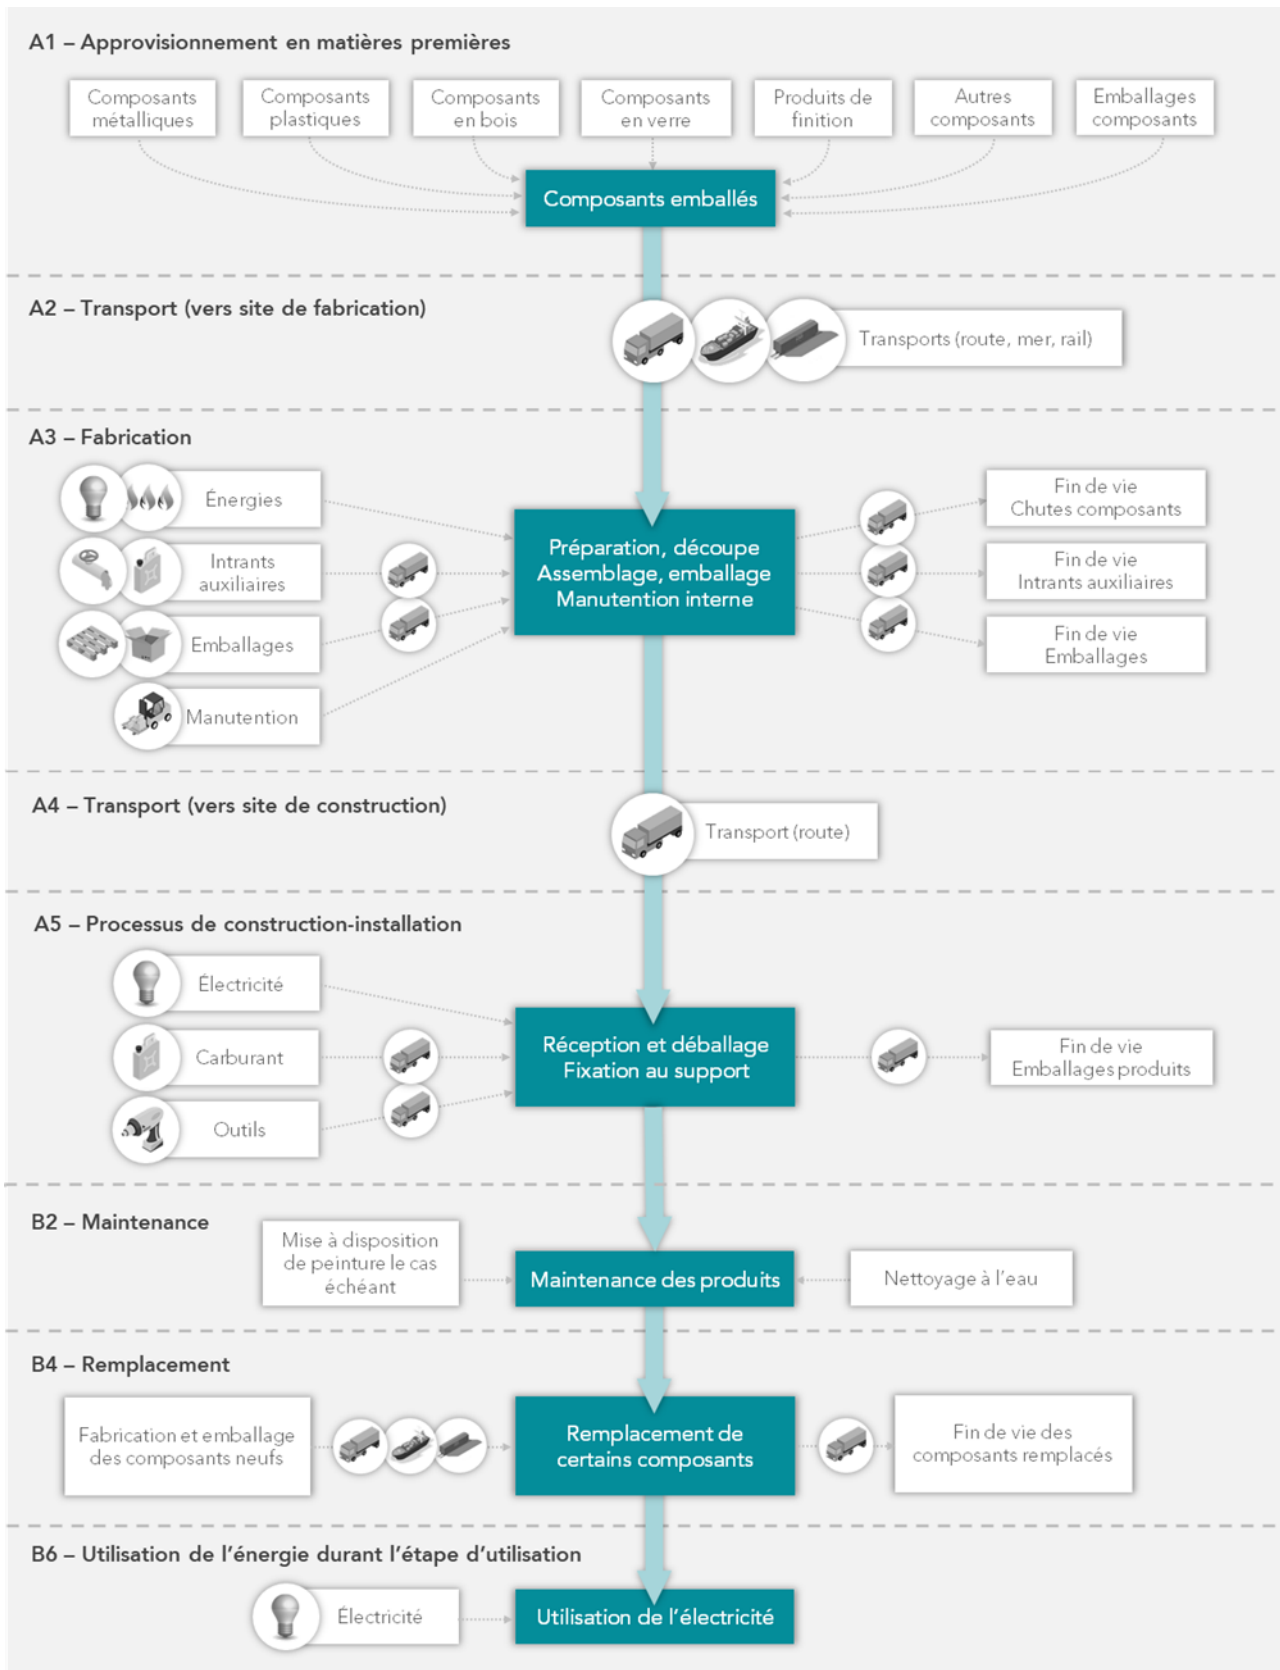 A1 – Approvisionnement en matières premières
Composants
métalliques
Composants
plastiques
Composants
en bois
Composants
en verre
Produits de
finition
Autres
composants
Emballages
composants
Composants emballés
A2 – Transport (vers site de fabrication)
Transports (route, mer, rail)
A3 – Fabrication
Énergies
Intrants
auxiliaires
Emballages
Manutention
Préparation, découpe
Assemblage, emballage
Manutention interne
Fin de vie
Chutes composants
Fin de vie
Intrants auxiliaires
Fin de vie
Emballages
A4 – Transport (vers site de construction)
Transport (route)
A5 – Processus de construction-installation
Électricité
Carburant
Outils
Réception et déballage
Fixation au support
Fin de vie
Emballages produits
B2 – Maintenance
Mise à disposition
de peinture le cas
échéant
Maintenance des produits
Nettoyage à l'eau
B4 – Remplacement
Fabrication et emballage
des composants neufs
Remplacement de
certains composants
Fin de vie des
composants remplacés
B6 – Utilisation de l'énergie durant l'étape d'utilisation
Électricité
Utilisation de l'électricité